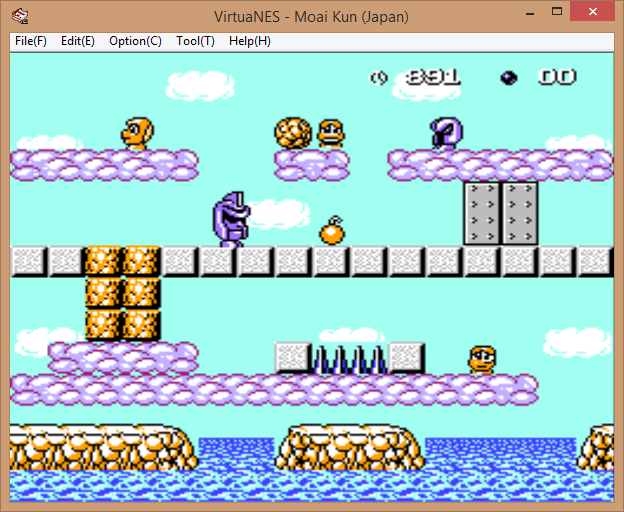 VirtuaNES - Moai Kun (Japan)
File(F) Edit(E) Option(C) Tool(T) Help(H)
891 00